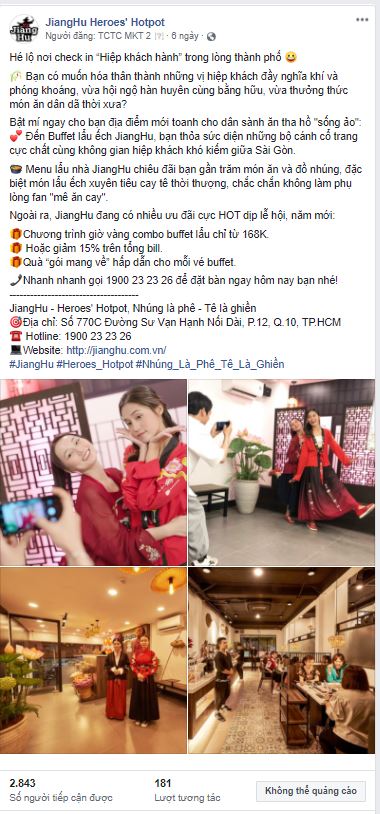 JiangHu Heroes' Hotpot
Người đăng: TCTC MKT 2 [?] · 6 ngày ·
Hé lộ nơi check in “Hiệp khách hành” trong lòng thành phố 😃
Bạn có muốn hóa thân thành những vị hiệp khách đầy nghĩa khí và
phóng khoáng, vừa hội ngộ hàn huyên cùng bằng hữu, vừa thưởng thức
món ăn dân dã thời xưa?
Bật mí ngay cho bạn địa điểm mới toanh cho dân sành ăn tha hồ "sống ảo":
💕 Đến Buffet lẩu ếch JiangHu, bạn thỏa sức diện những bộ cánh cổ trang
cực chất cùng không gian hiệp khách khó kiếm giữa Sài Gòn.
🍲 Menu lẩu nhà JiangHu chiêu đãi bạn gần trăm món ăn và đồ nhúng, đặc
biệt món lẩu ếch xuyên tiêu cay tê thời thượng, chắc chắn không làm phụ
lòng fan "mê ăn cay".
Ngoài ra, JiangHu đang có nhiều ưu đãi cực HOT dịp lễ hội, năm mới:
🎁Chương trình giờ vàng combo buffet lẩu chỉ từ 168K.
🎁 Hoặc giảm 15% trên tổng bill.
🎁Quà “gói mang về” hấp dẫn cho mỗi vé buffet.
📞Nhanh nhanh gọi 1900 23 23 26 để đặt bàn ngay hôm nay bạn nhé!
--------------------------------------
JiangHu - Heroes' Hotpot, Nhúng là phê - Tê là ghiền
🎯Địa chỉ: Số 770C Đường Sư Vạn Hạnh Nối Dài, P.12, Q.10, TP.HCM
☎️ Hotline: 1900 23 23 26
💻Website: http://jianghu.com.vn/
#JiangHu #Heroes_Hotpot #Nhúng_Là_Phê_Tê_Là_Ghiền
2.843
Số người tiếp cận được
181
Lượt tương tác
Không thể quảng cáo